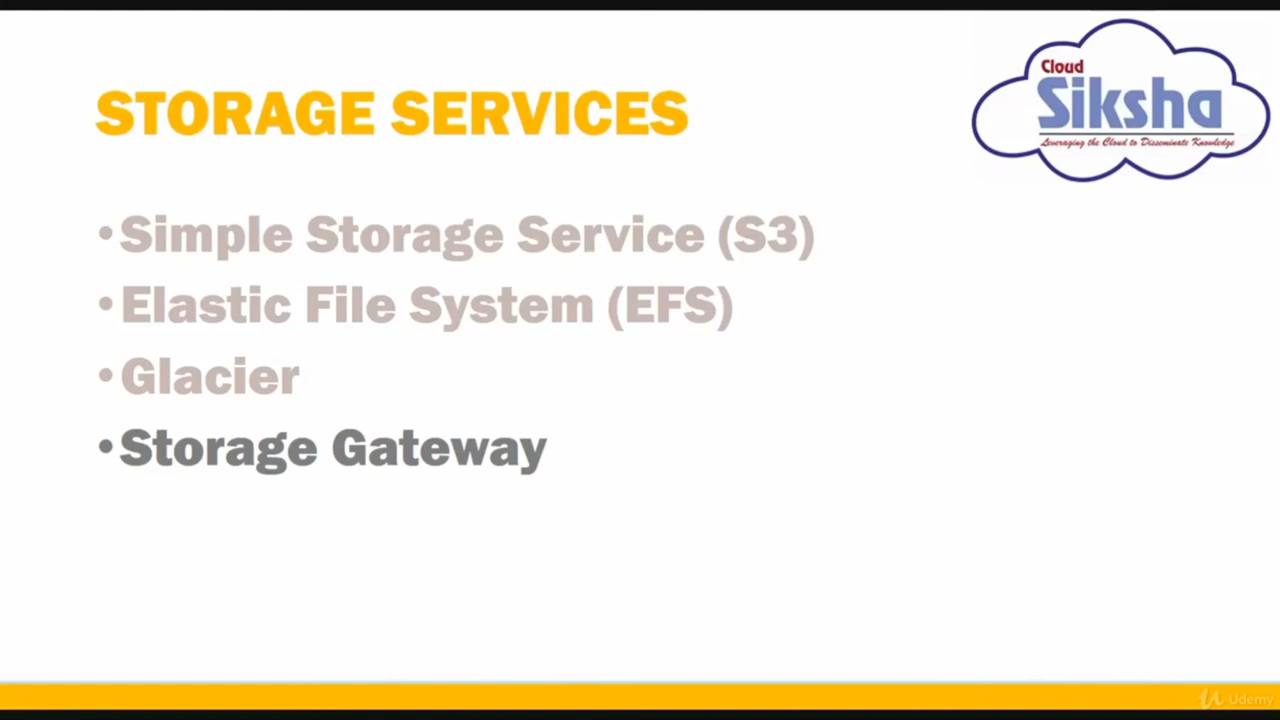 Cloud
Siksha
Leveraging the Cloud to Disseminate Knowledge
STORAGE SERVICES
•Simple Storage Service (S3)
•Elastic File System (EFS)
•Glacier
•Storage Gateway
Udemy